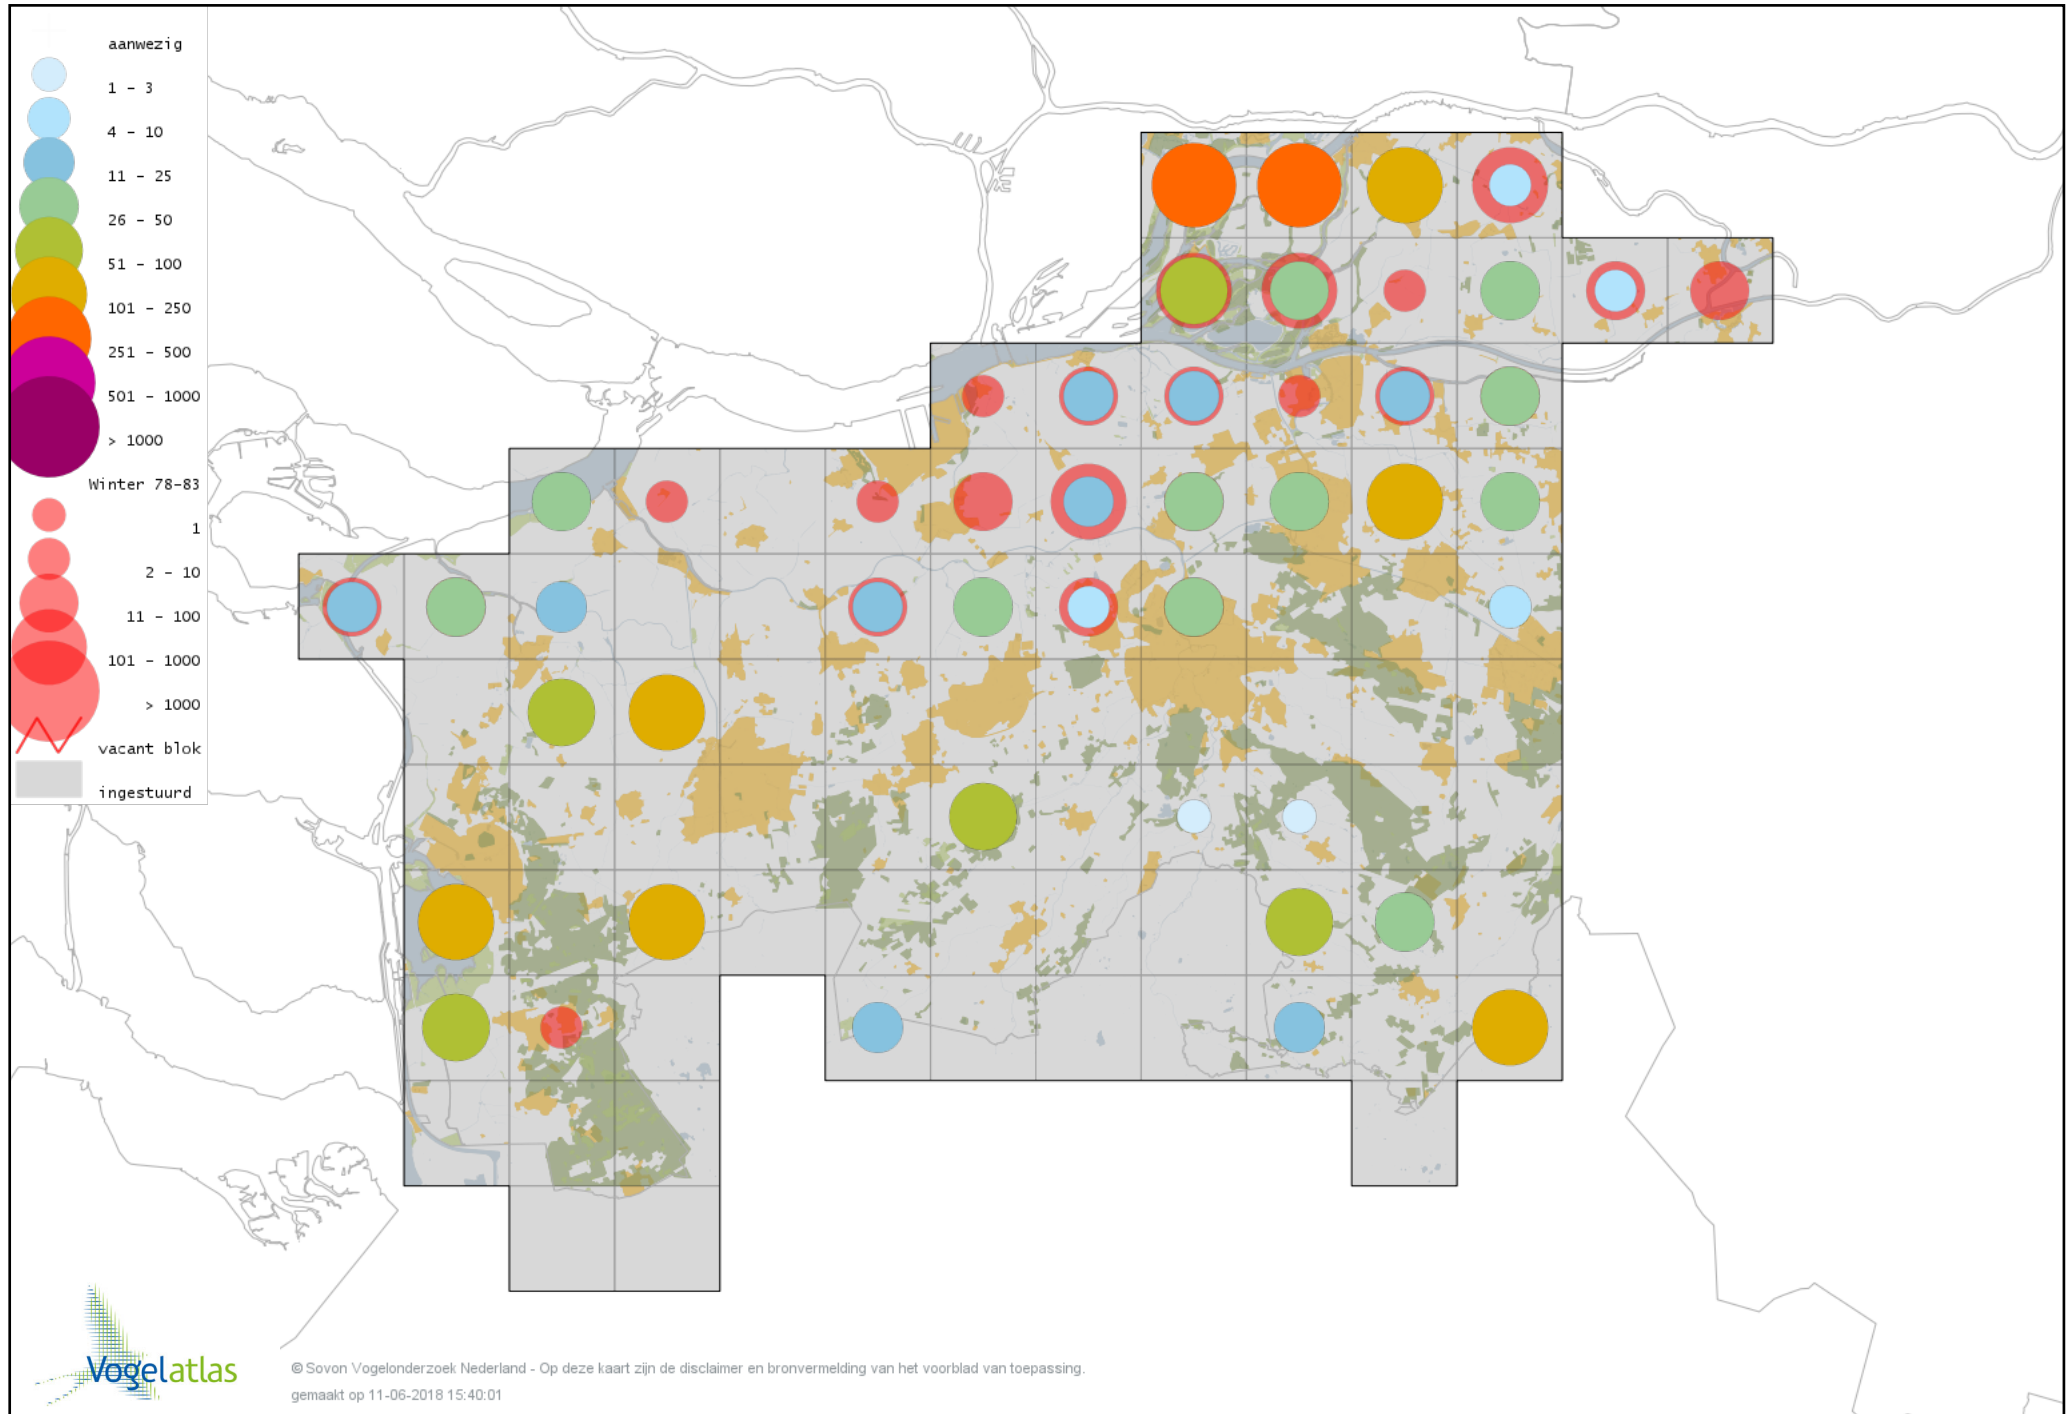 aanwezig
1 - 3
4 - 10
11 - 25
26 - 50
51 - 100
101 - 250
251 - 500
501 - 1000
> 1000
Winter 78-83
1
2 - 10
11 - 100
101 - 1000
> 1000
vacant blok
ingestuurd
Vogelatlas
© Sovon Vogelonderzoek Nederland - Op deze kaart zijn de disclaimer en bronvermelding van het voorblad van toepassing.
gemaakt op 11-06-2018 15:40:01